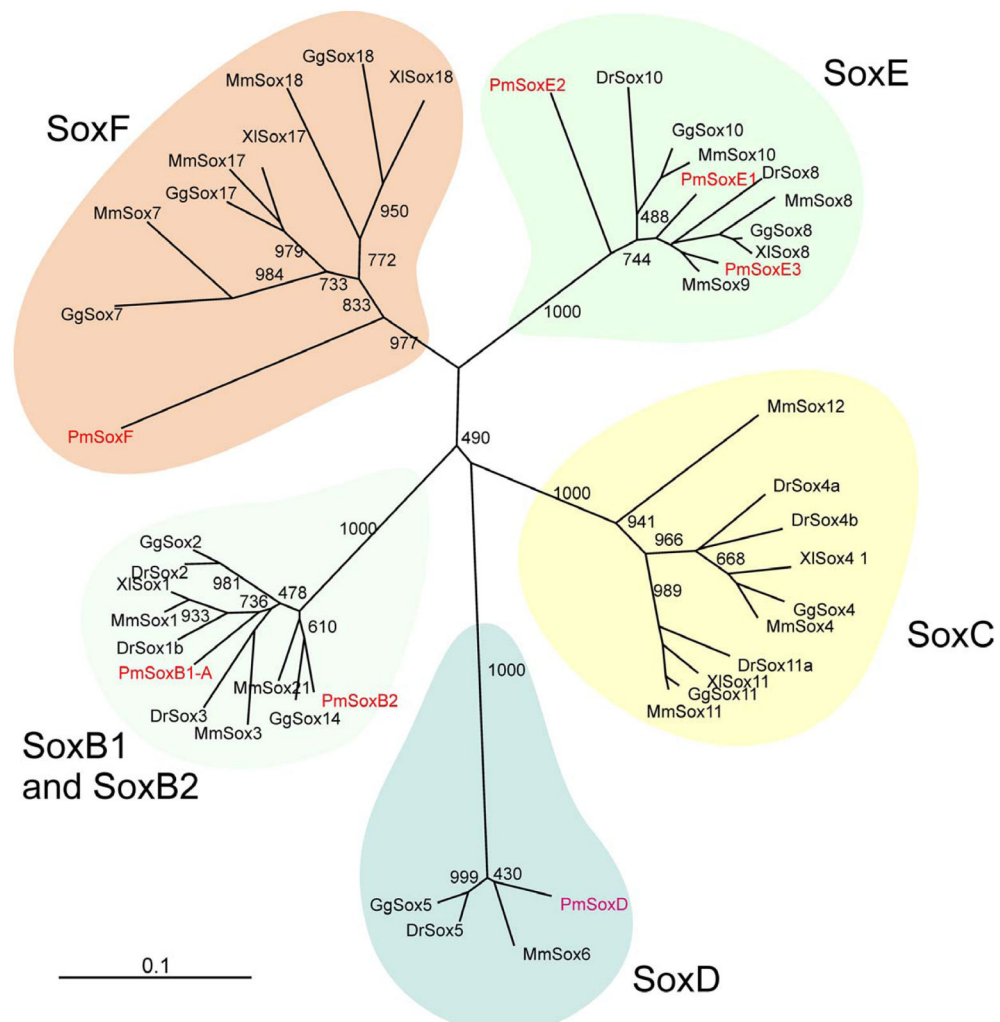 SoxF
GgSox18
MmSox18
XlSox18
XlSox17
MmSox17
GgSox17
MmSox7
GgSox7
PmSoxF
950
979
772
984
733
833
977
SoxE
PmSoxE2
DrSox10
GgSox10
MmSox10
PmSoxE1
DrSox8
MmSox8
GgSox8
XlSox8
PmSoxE3
MmSox9
488
744
1000
490
SoxC
MmSox12
DrSox4a
DrSox4b
XlSox4 1
GgSox4
MmSox4
DrSox11a
XlSox11
GgSox11
MmSox11
1000
941
966
668
989
SoxB1
and SoxB2
1000
GgSox2
DrSox2
XlSox1
MmSox1
DrSox1b
PmSoxB1-A
DrSox3
MmSox3
MmSox21
GgSox14
PmSoxB2
981
478
736
933
610
SoxD
1000
999
430
GgSox5
DrSox5
PmSoxD
MmSox6
0.1